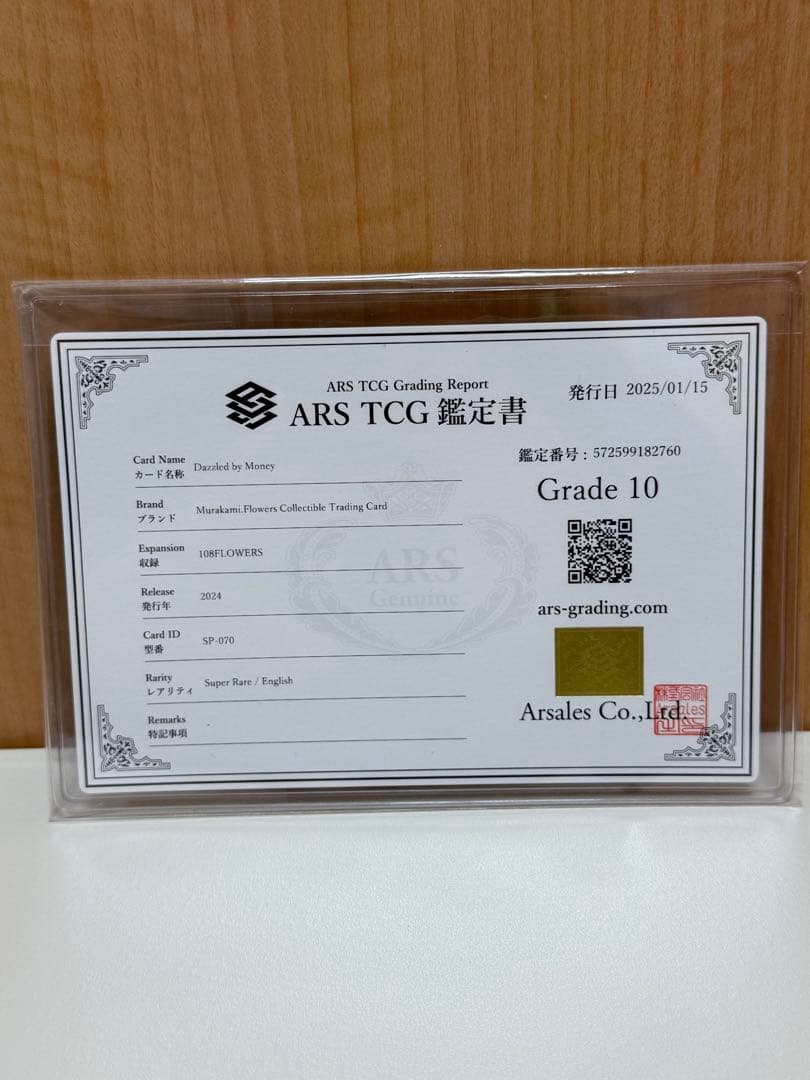 ARS TCG Grading Report
ARS TCG 鑑定書
発行日 2025/01/15
鑑定番号 : 572599182760
Grade 10
ars-grading.com
Arsales Co.,Ltd.
Arsales
Card Name
カード名称
Dazzled by Money
Brand
ブランド
Murakami.Flowers Collectible Trading Card
Expansion
収録
108FLOWERS
Release
発行年
2024
Card ID
型番
SP-070
Rarity
レアリティ
Super Rare / English
Remarks
特記事項
-
ARS
Genuine